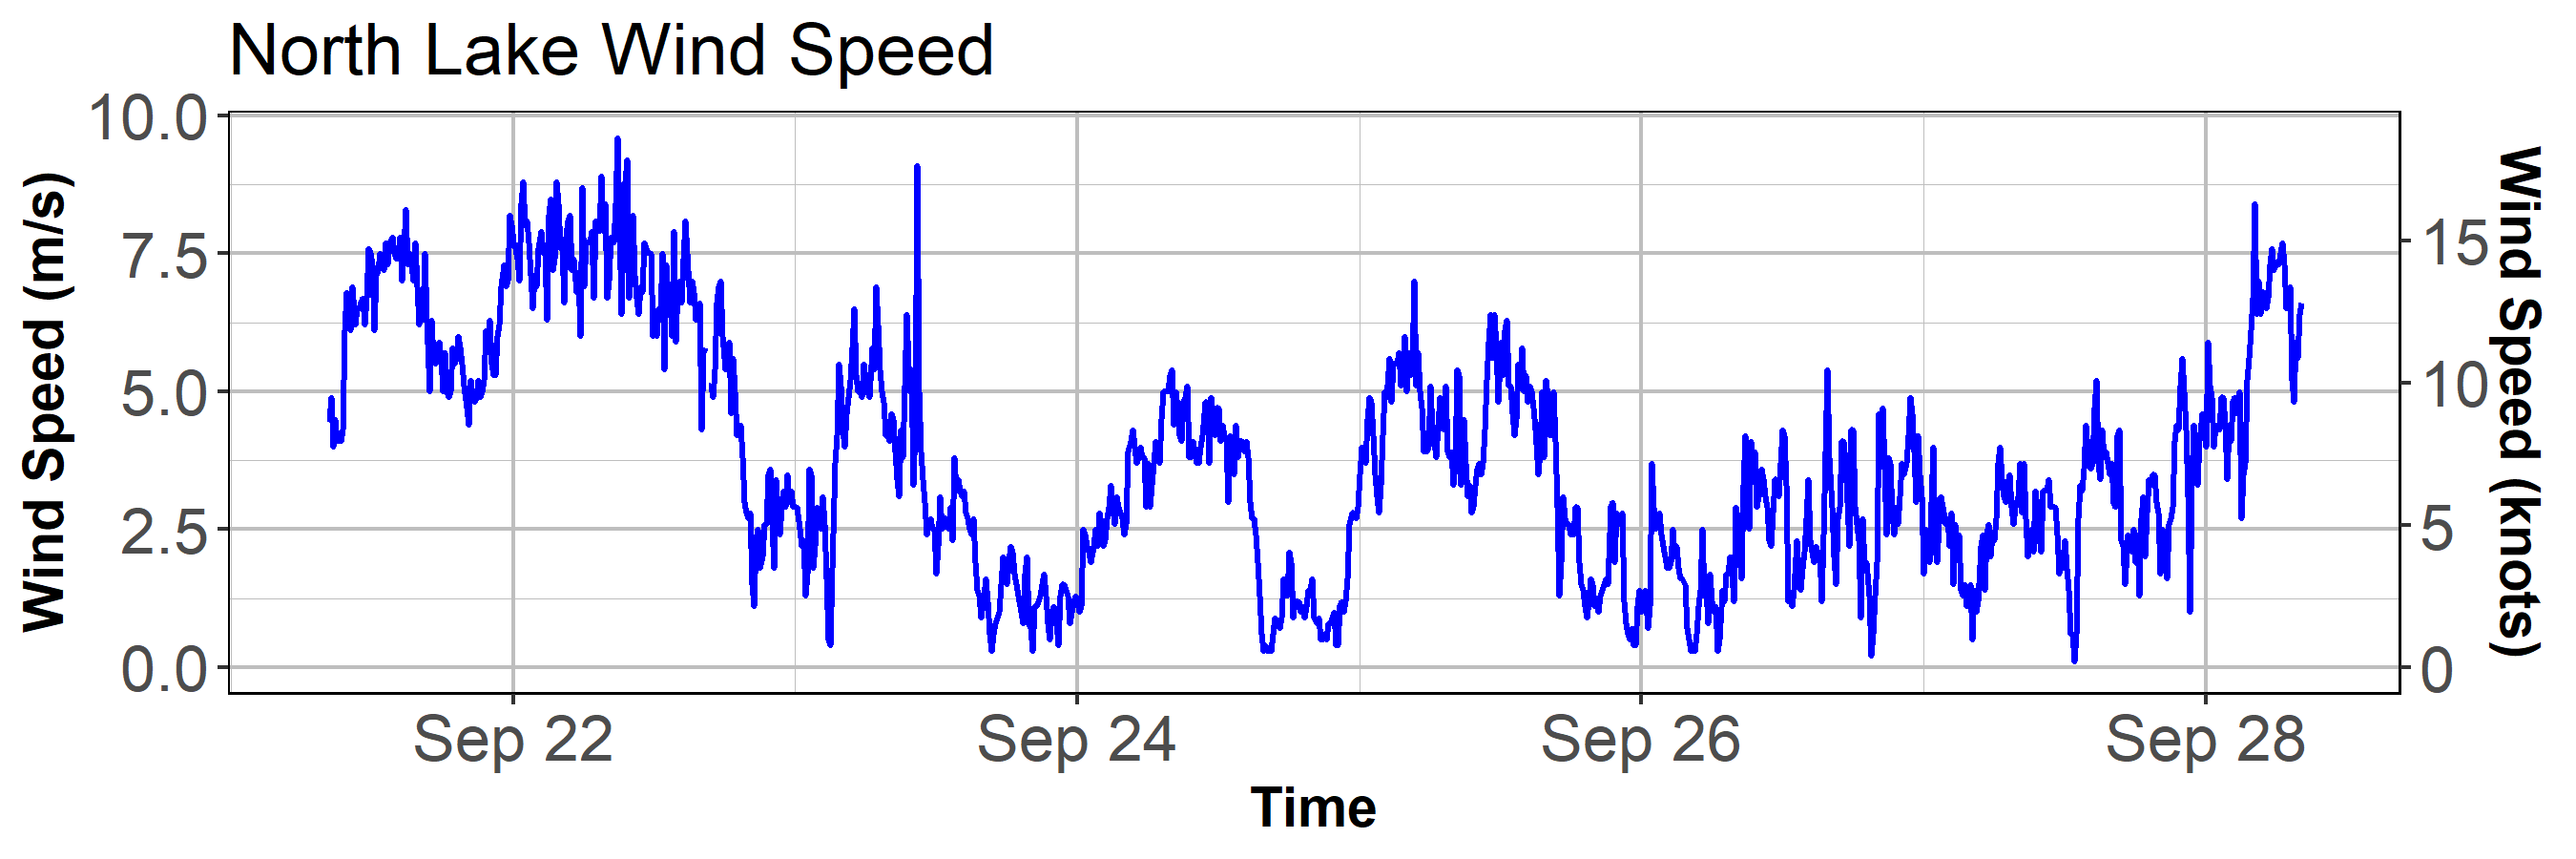 North Lake Wind Speed
Wind Speed (m/s)
10.0
7.5
5.0
2.5
0.0
15
10
5
0
Wind Speed (knots)
Sep 22
Sep 24
Sep 26
Sep 28
Time